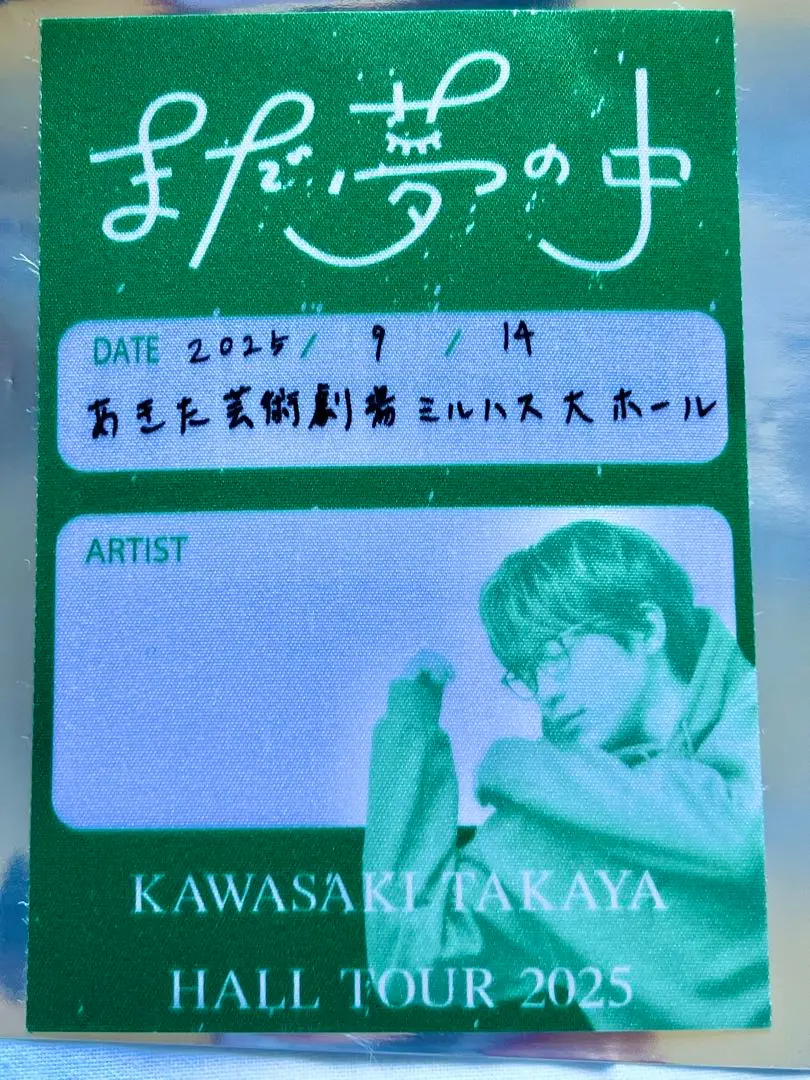 まだ夢の中
DATE 2025/ 9 / 14
あきた芸術劇場ミルハス大ホール
ARTIST
KAWASAKI TAKAYA
HALL TOUR 2025